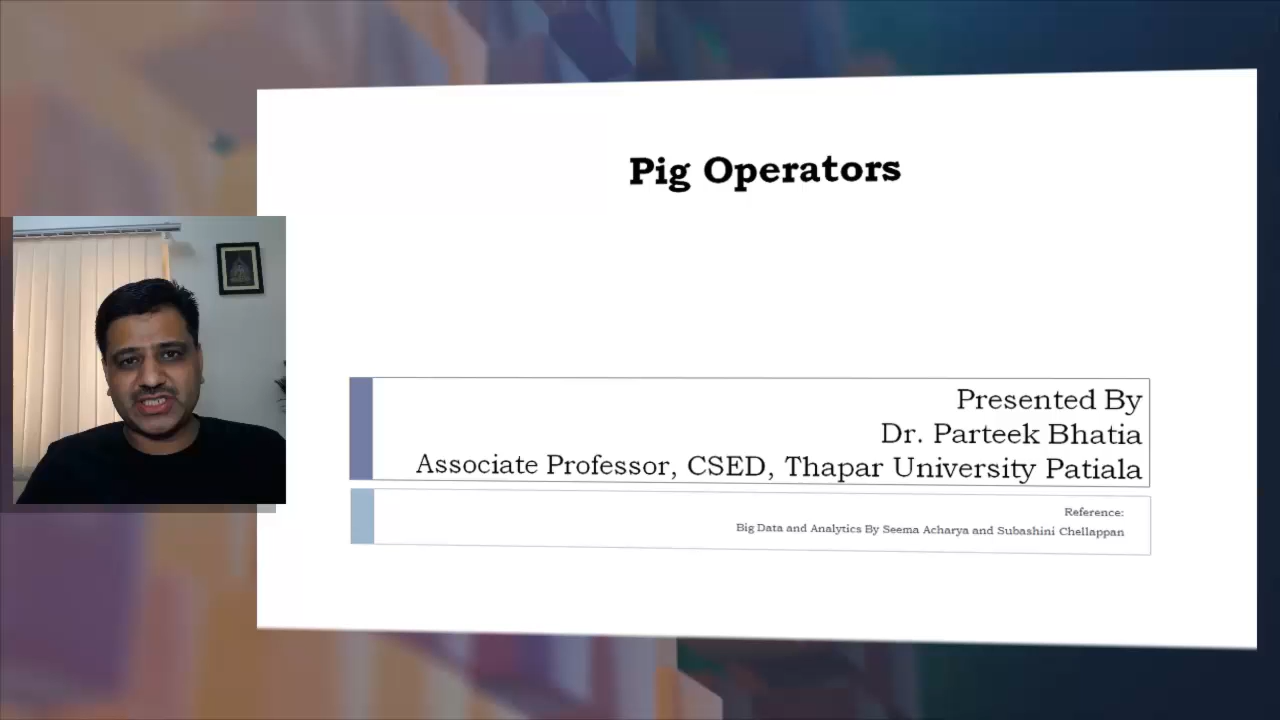 Pig Operators
Presented By
Dr. Parteek Bhatia
Associate Professor, CSED, Thapar University Patiala
Reference:
Big Data and Analytics By Seema Acharya and Subashini Chellappan